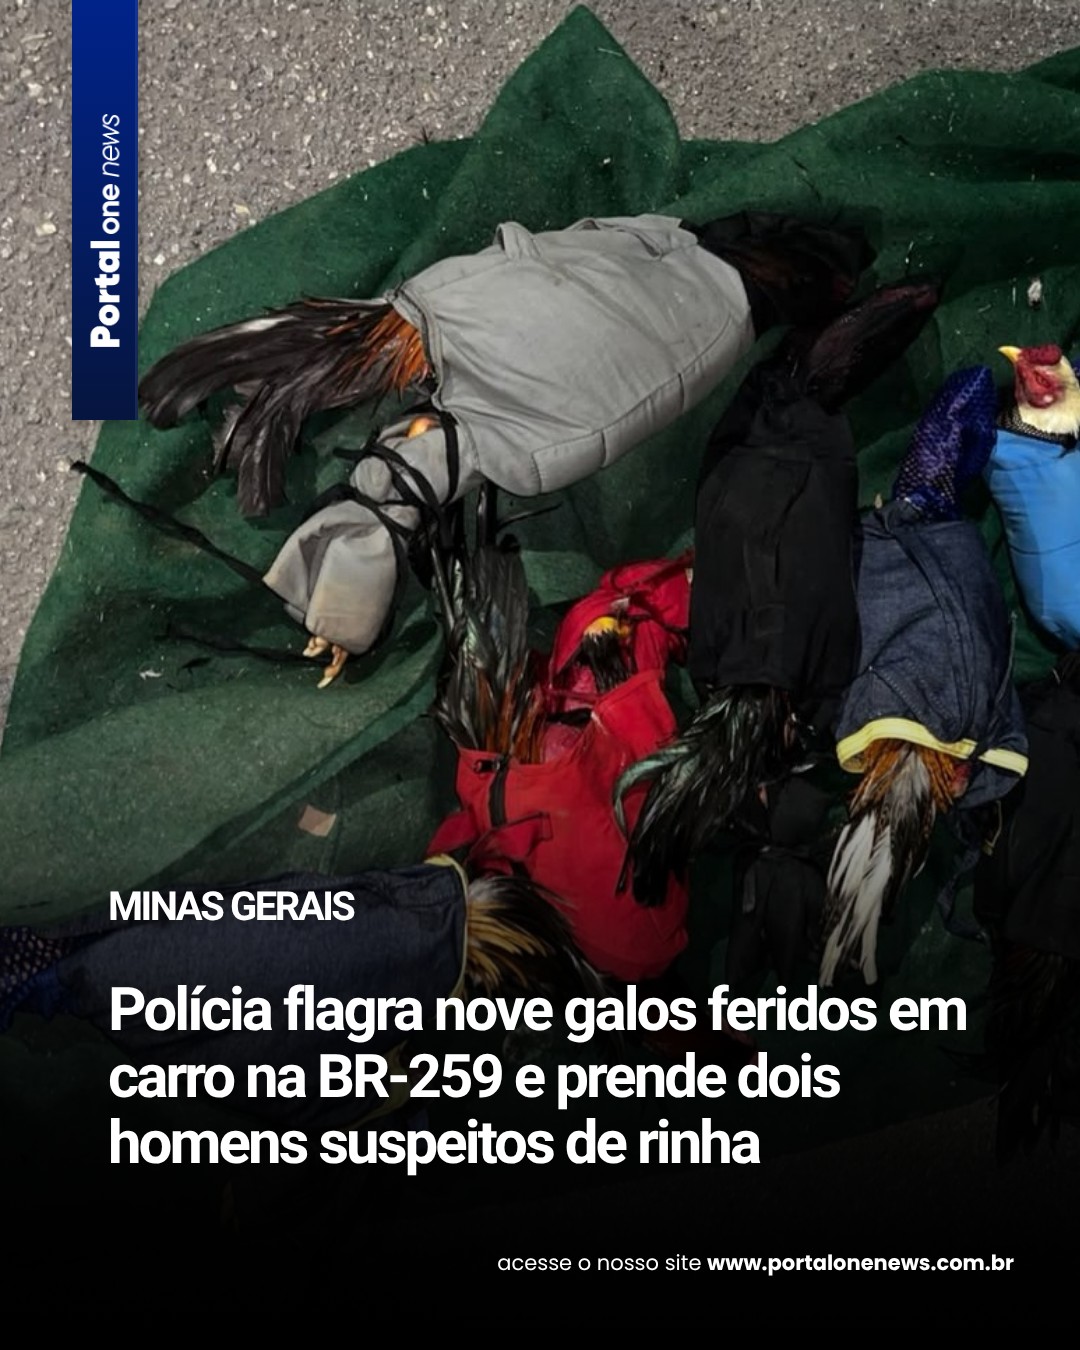 Portal one news
MINAS GERAIS
Polícia flagra nove galos feridos em
carro na BR-259 e prende dois
homens suspeitos de rinha
acesse o nosso site www.portalonenews.com.br